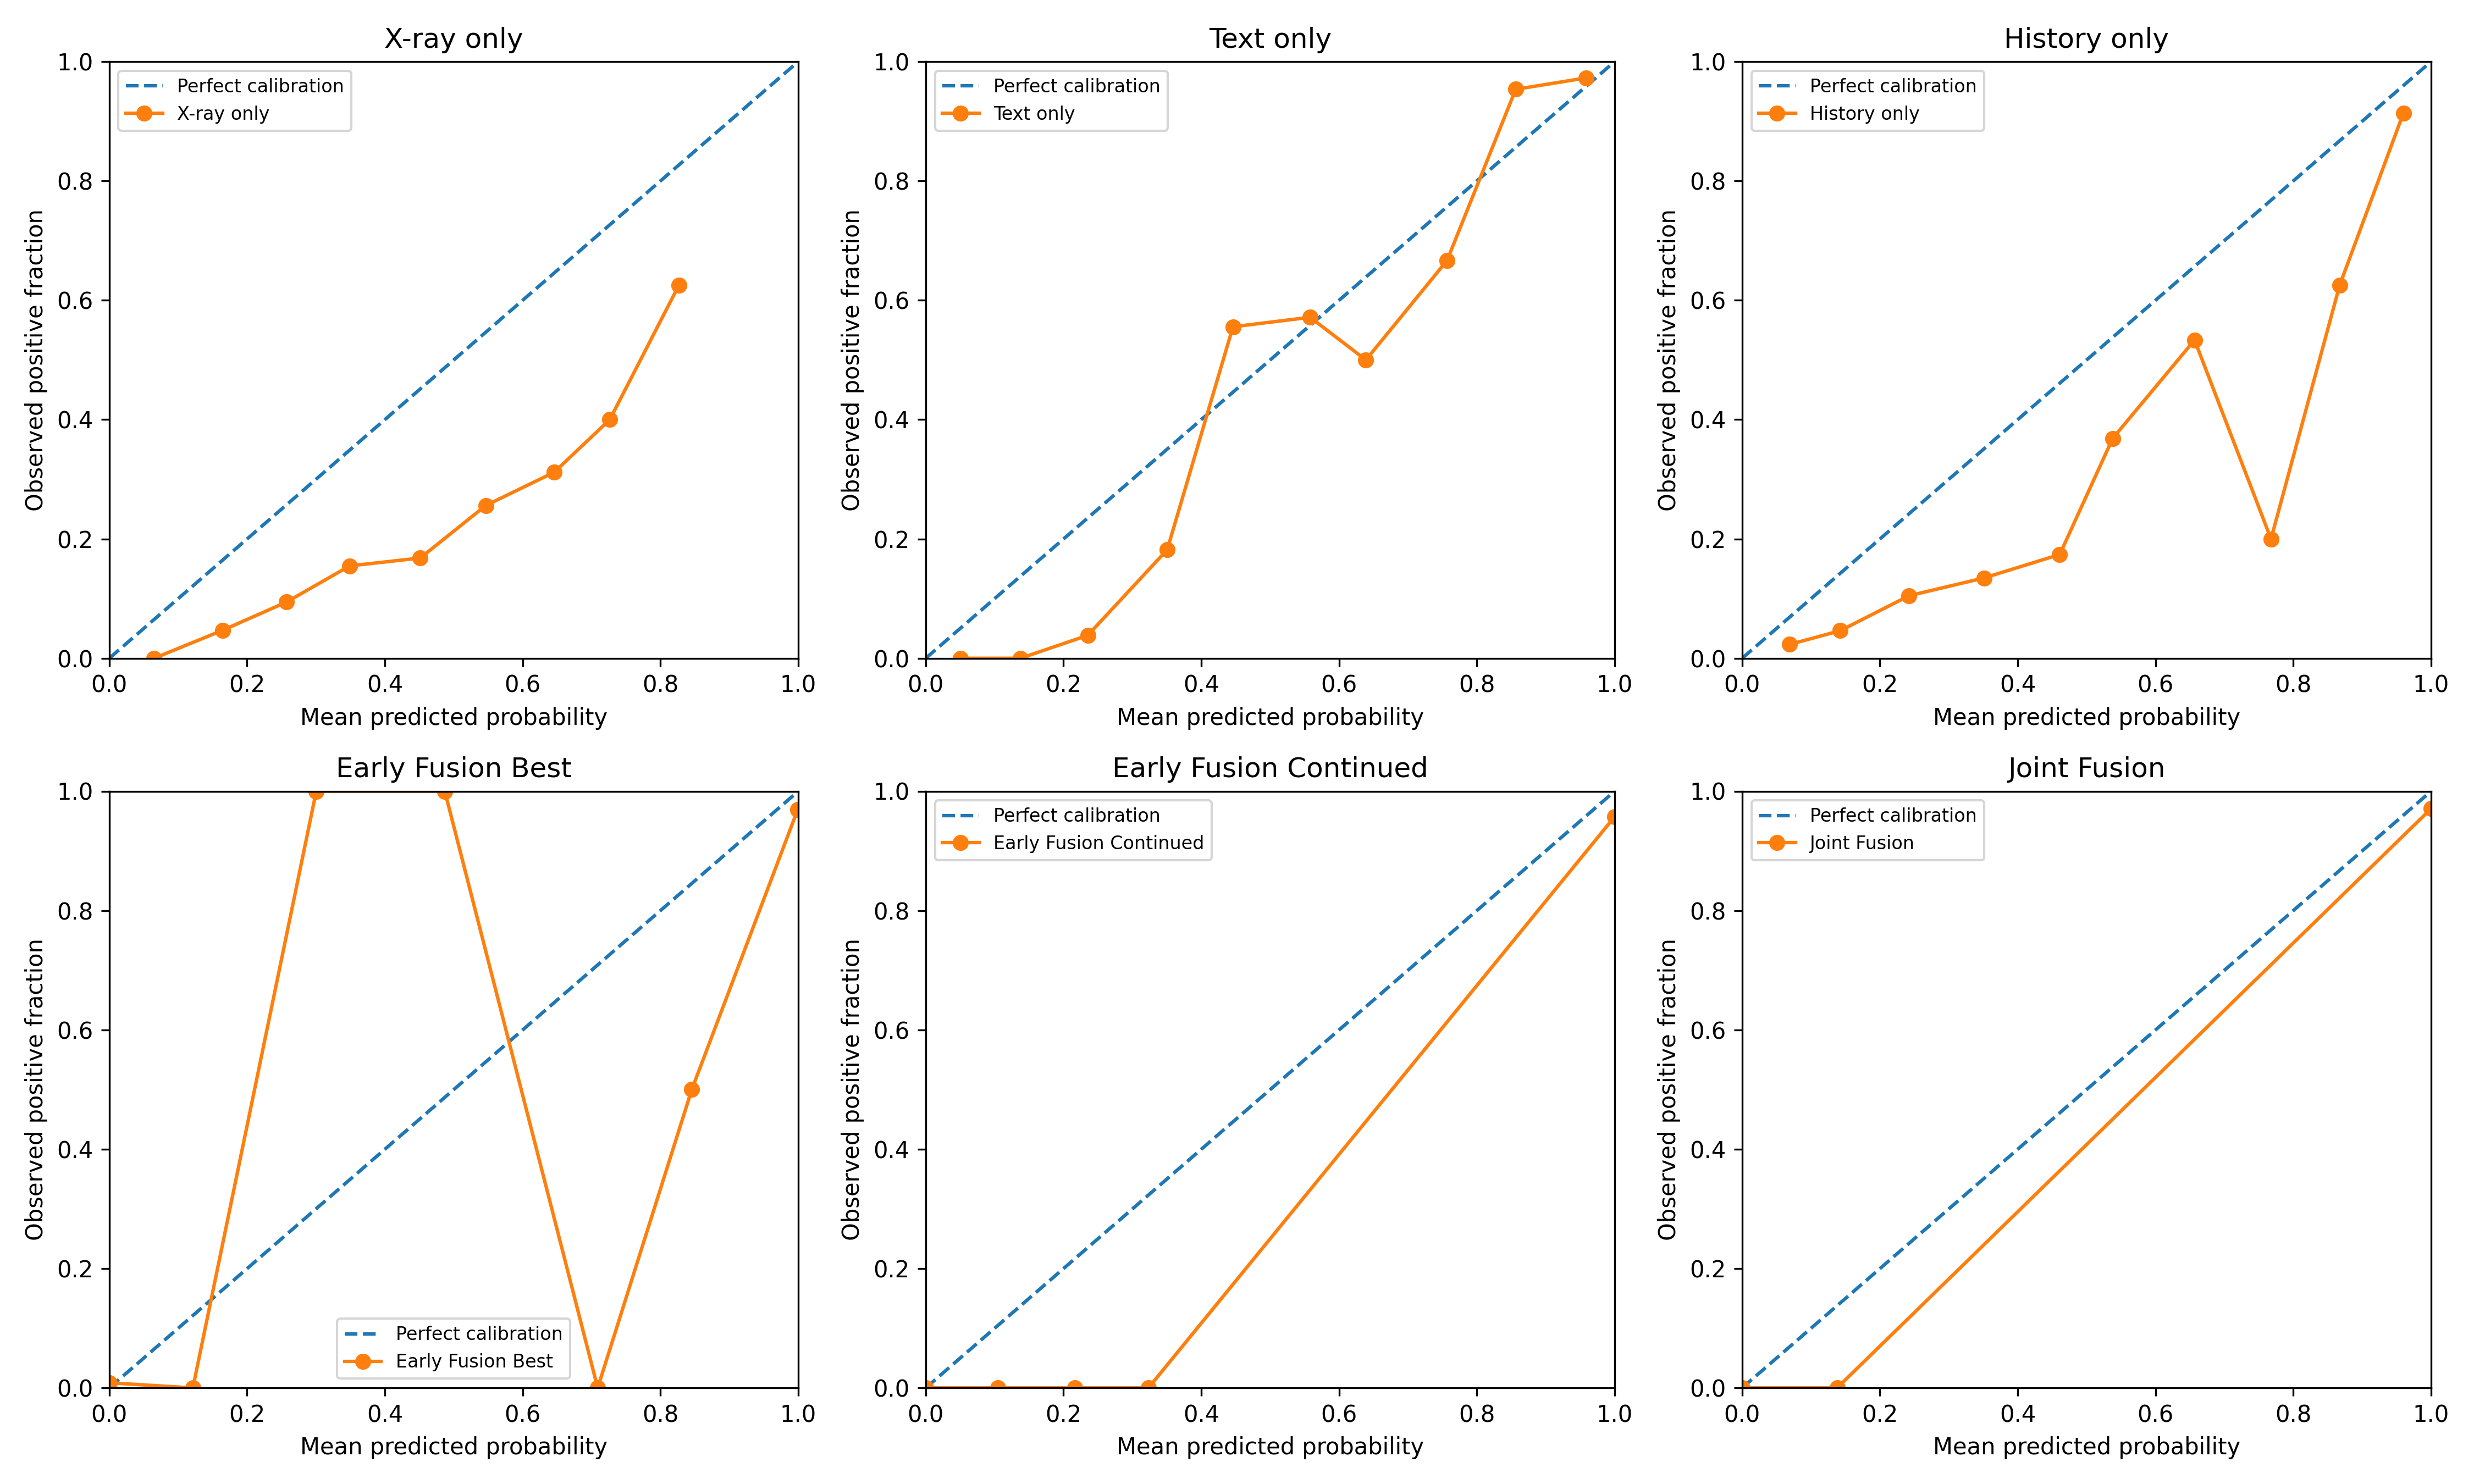 X-ray only
1.0
0.8
0.6
0.4
0.2
0.0
Observed positive fraction
Perfect calibration
X-ray only
0.0 0.2 0.4 0.6 0.8 1.0
Mean predicted probability
Text only
1.0
0.8
0.6
0.4
0.2
0.0
Observed positive fraction
Perfect calibration
Text only
0.0 0.2 0.4 0.6 0.8 1.0
Mean predicted probability
History only
1.0
0.8
0.6
0.4
0.2
0.0
Observed positive fraction
Perfect calibration
History only
0.0 0.2 0.4 0.6 0.8 1.0
Mean predicted probability
Early Fusion Best
1.0
0.8
0.6
0.4
0.2
0.0
Observed positive fraction
Perfect calibration
Early Fusion Best
0.0 0.2 0.4 0.6 0.8 1.0
Mean predicted probability
Early Fusion Continued
1.0
0.8
0.6
0.4
0.2
0.0
Observed positive fraction
Perfect calibration
Early Fusion Continued
0.0 0.2 0.4 0.6 0.8 1.0
Mean predicted probability
Joint Fusion
1.0
0.8
0.6
0.4
0.2
0.0
Observed positive fraction
Perfect calibration
Joint Fusion
0.0 0.2 0.4 0.6 0.8 1.0
Mean predicted probability